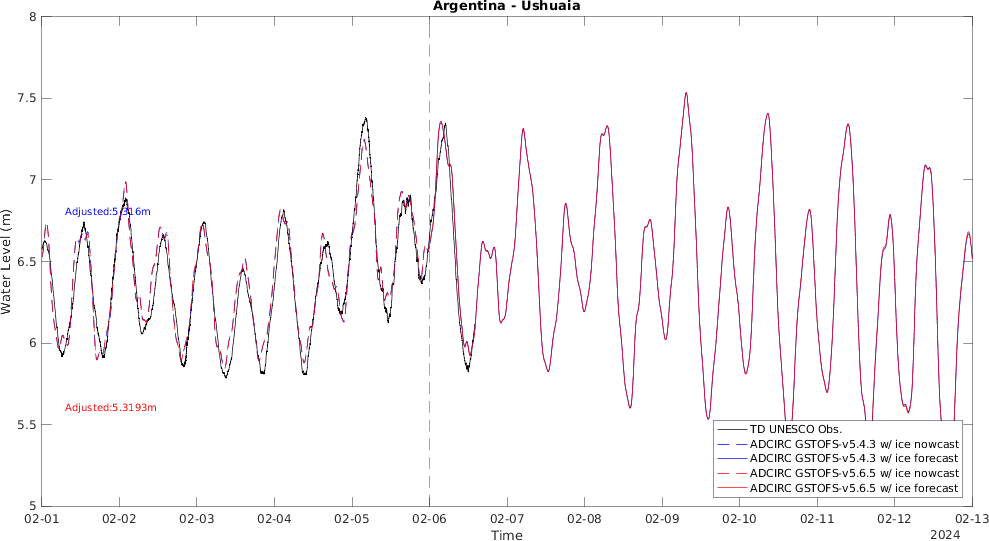 Argentina - Ushuaia
8
7.5
7
6.5
6
5.5
5
Water Level (m)
Adjusted:5.316m
Adjusted:5.3193m
TD UNESCO Obs.
ADCIRC GSTOFS-v5.4.3 w/ ice nowcast
ADCIRC GSTOFS-v5.4.3 w/ ice forecast
ADCIRC GSTOFS-v5.6.5 w/ ice nowcast
ADCIRC GSTOFS-v5.6.5 w/ ice forecast
02-01 02-02 02-03 02-04 02-05 02-06 02-07 02-08 02-09 02-10 02-11 02-12 02-13
Time
2024